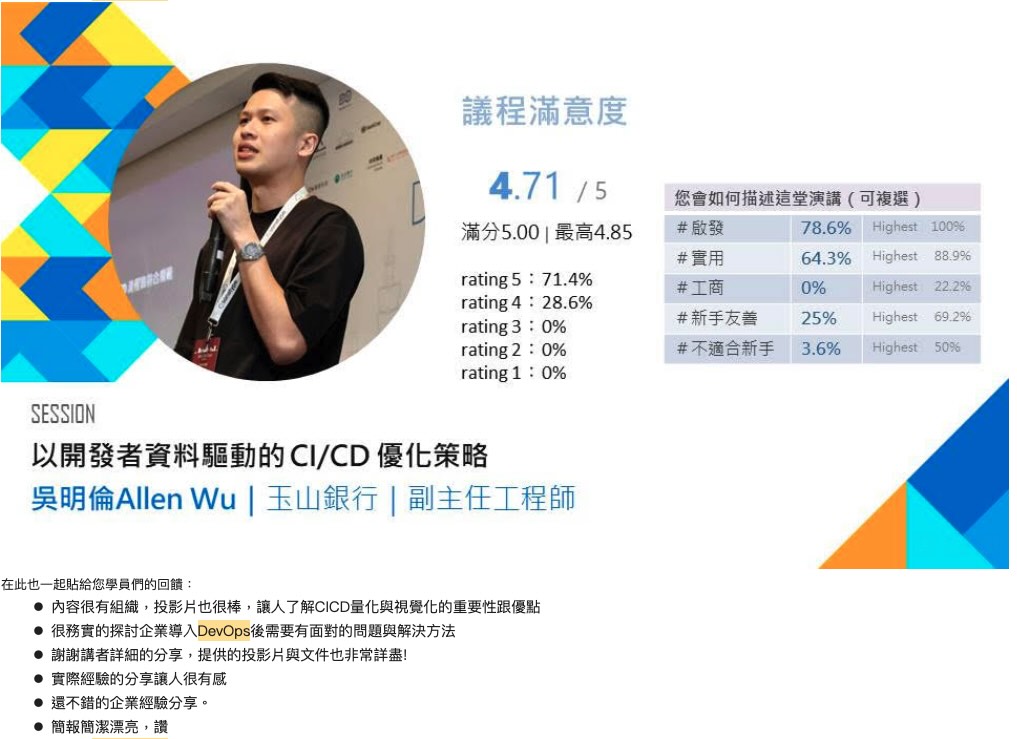 議程滿意度
4.71 / 5
滿分5.00 | 最高4.85
rating 5：71.4%
rating 4：28.6%
rating 3：0%
rating 2：0%
rating 1：0%
您會如何描述這堂演講（可複選）
#啟發 78.6% Highest 100%
#實用 64.3% Highest 88.9%
#工商 0% Highest 22.2%
#新手友善 25% Highest 69.2%
#不適合新手 3.6% Highest 50%
SESSION
以開發者資料驅動的 CI/CD 優化策略
吳明倫Allen Wu | 玉山銀行 | 副主任工程師
在此也一起貼給您學員們的回饋：
● 內容很有組織，投影片也很棒，讓人了解CICD量化與視覺化的重要性跟優點
● 很務實的探討企業導入DevOps後需要有面對的問題與解決方法
● 謝謝講者詳細的分享，提供的投影片與文件也非常詳盡!
● 實際經驗的分享讓人很有感
● 還不錯的企業經驗分享。
● 簡報簡潔漂亮，讚